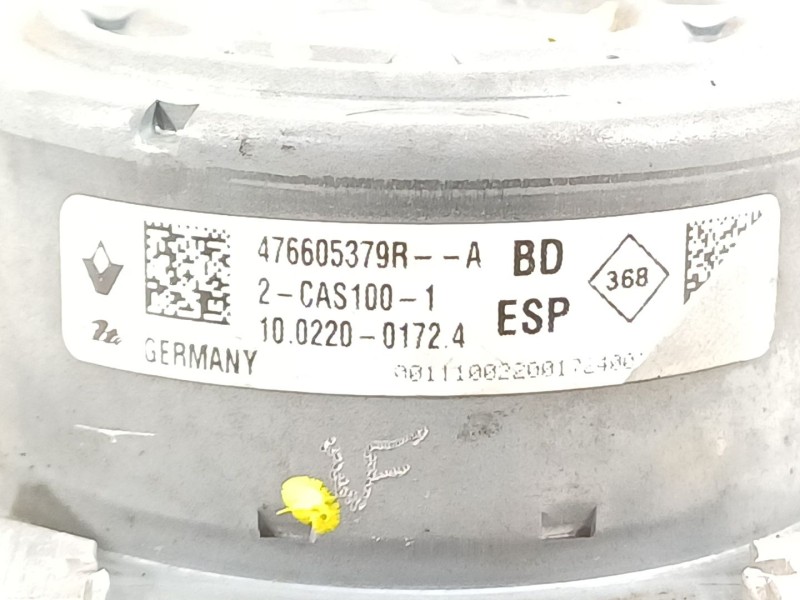 476605379R--A BD
2-CAS100-1 ESP
10.0220-0172.4
368
GERMANY